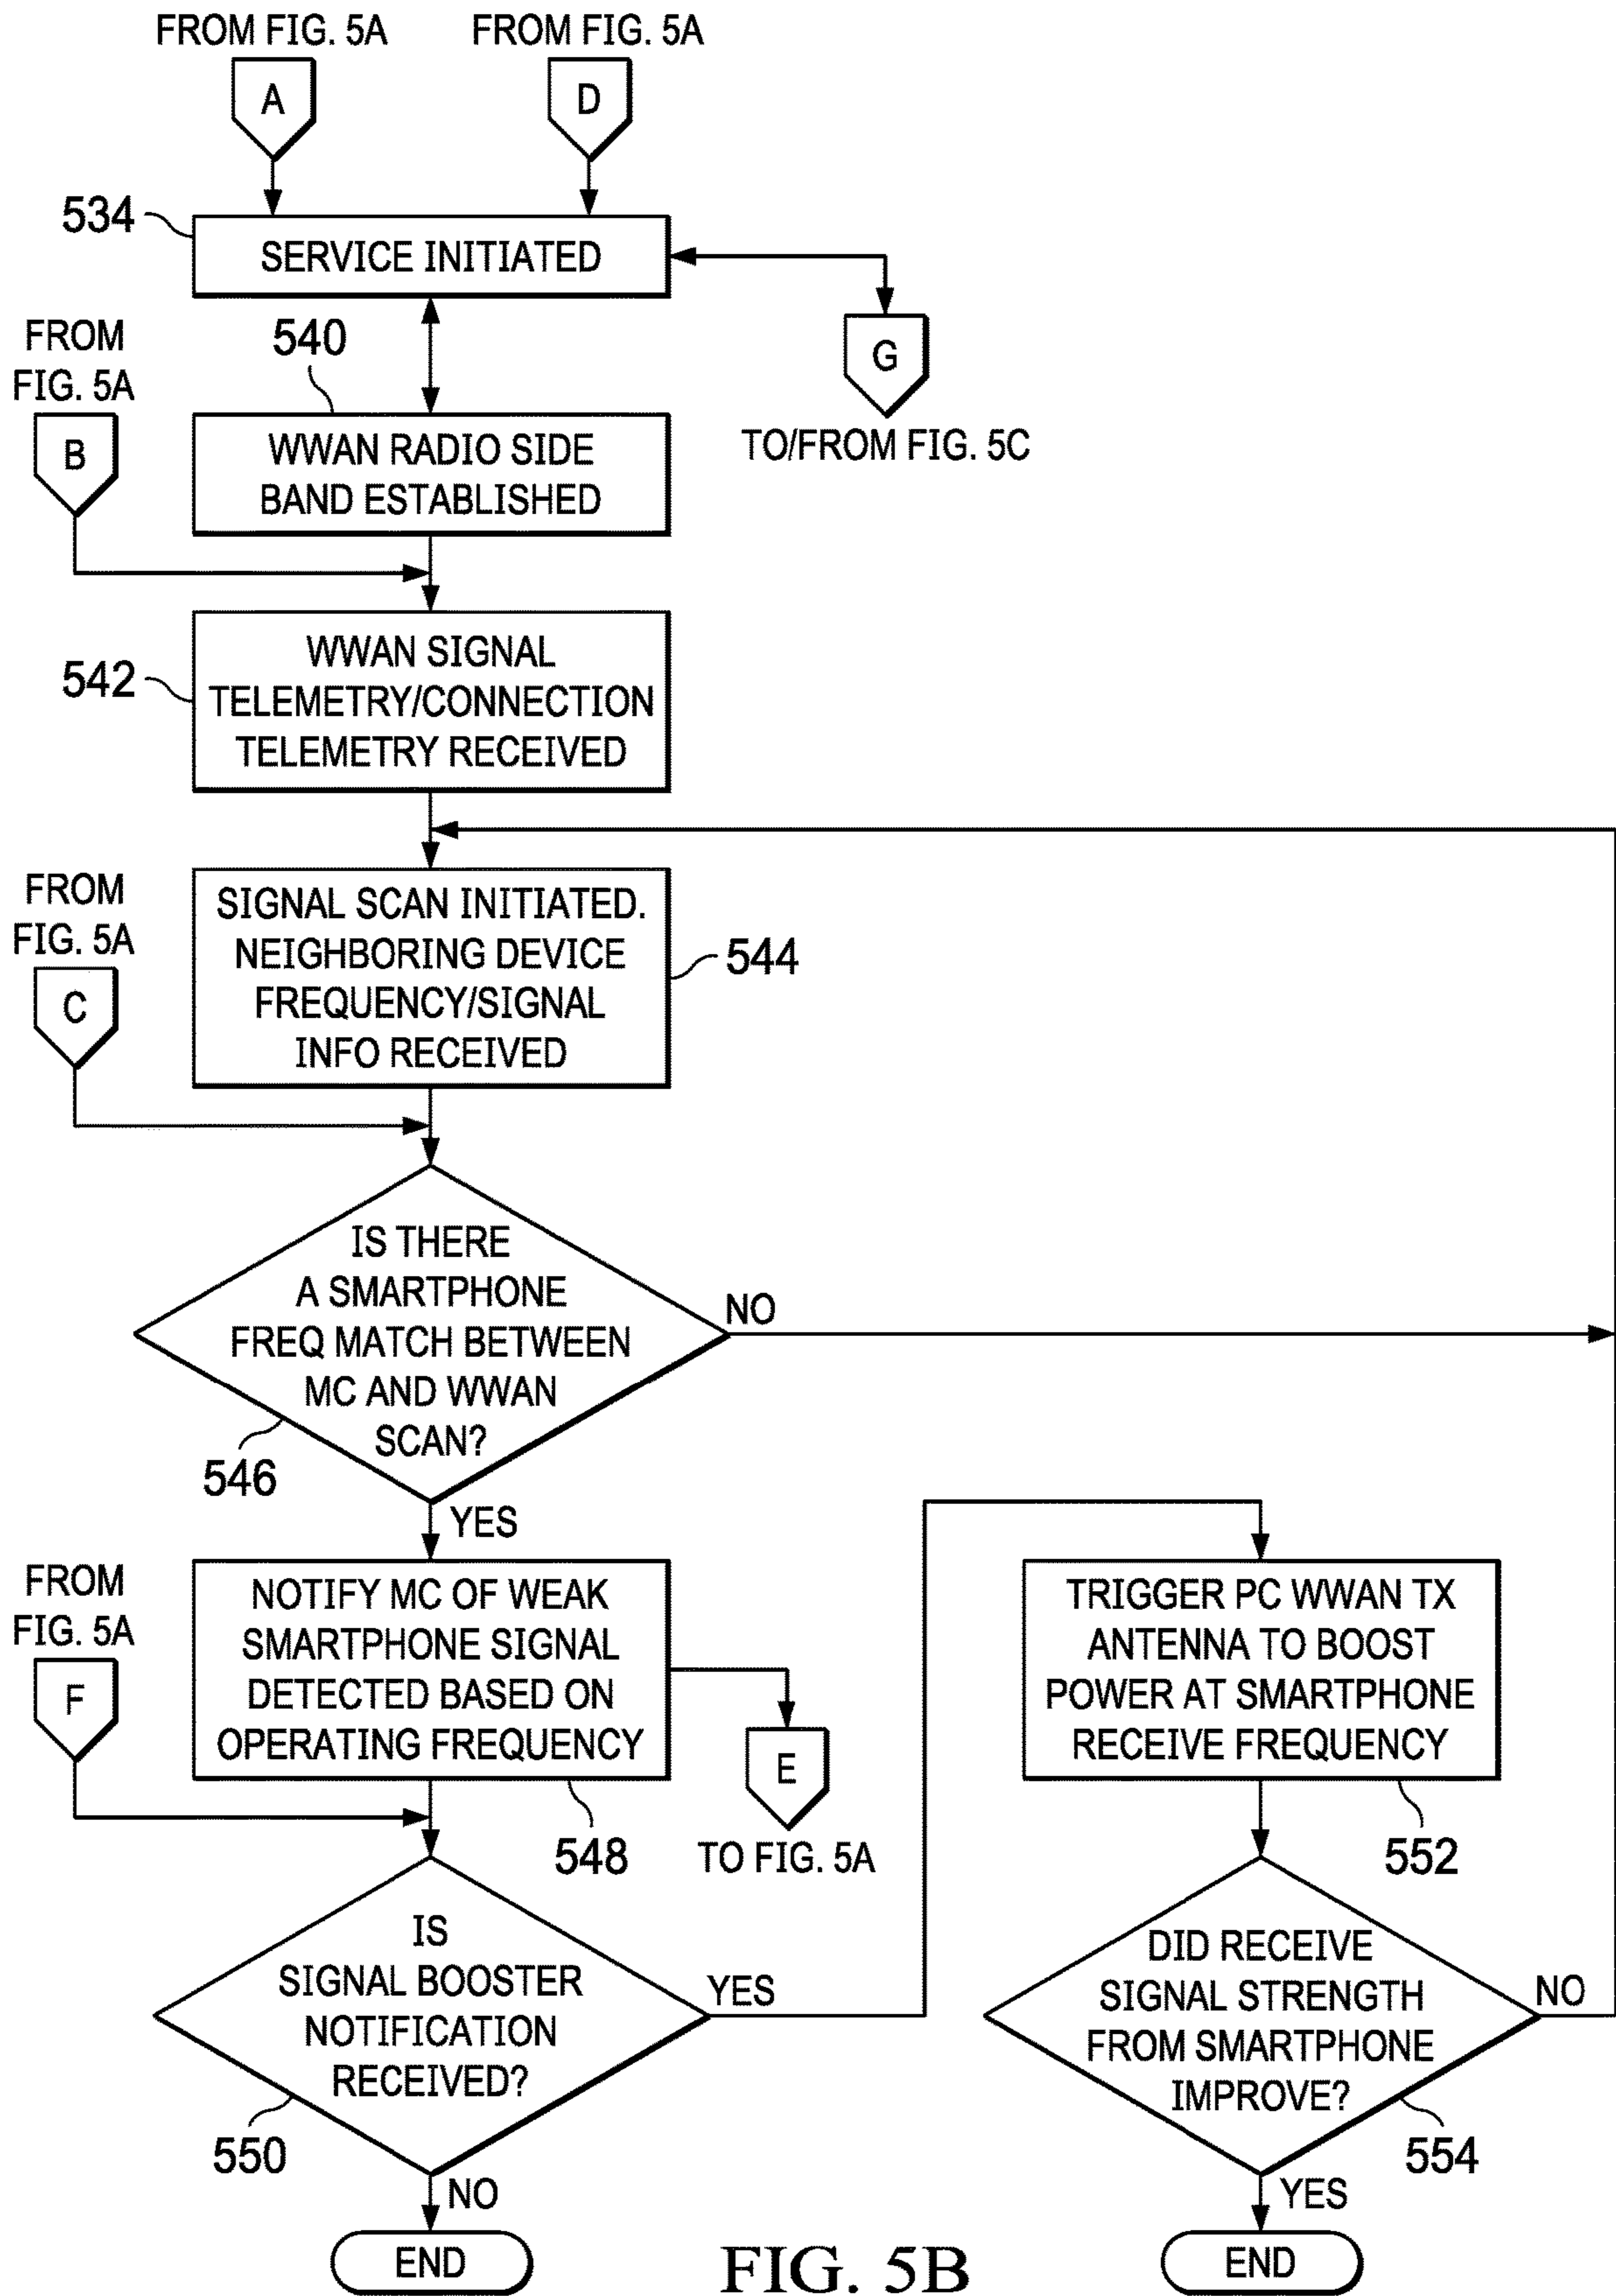 FROM FIG. 5A
FROM FIG. 5A
A
D
534
SERVICE INITIATED
FROM
FIG. 5A
540
G
B
WWAN RADIO SIDE
BAND ESTABLISHED
TO/FROM FIG. 5C
542
WWAN SIGNAL
TELEMETRY/CONNECTION
TELEMETRY RECEIVED
FROM
FIG. 5A
C
SIGNAL SCAN INITIATED.
NEIGHBORING DEVICE
FREQUENCY/SIGNAL
INFO RECEIVED
544
IS THERE
A SMARTPHONE
FREQ MATCH BETWEEN
MC AND WWAN
SCAN?
NO
546
YES
FROM
FIG. 5A
F
NOTIFY MC OF WEAK
SMARTPHONE SIGNAL
DETECTED BASED ON
OPERATING FREQUENCY
E
TO FIG. 5A
548
TRIGGER PC WWAN TX
ANTENNA TO BOOST
POWER AT SMARTPHONE
RECEIVE FREQUENCY
552
IS
SIGNAL BOOSTER
NOTIFICATION
RECEIVED?
YES
550
NO
END
DID RECEIVE
SIGNAL STRENGTH
FROM SMARTPHONE
IMPROVE?
NO
554
YES
END
FIG. 5B